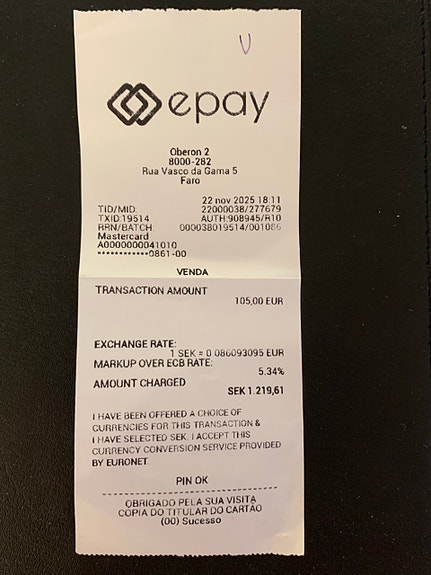 V
epay
Oberon 2
8000-282
Rua Vasco da Gama 5
Faro
22 nov 2025 18:11
TID/MID: 22000038/277679
TXID:19514 AUTH:908945/R10
RRN/BATCH: 000038019514/001086
Mastercard
A0000000041010
************0861-00
VENDA
TRANSACTION AMOUNT
105,00 EUR
EXCHANGE RATE:
1 SEK = 0.086093095 EUR
MARKUP OVER ECB RATE:
5.34%
AMOUNT CHARGED
SEK 1.219,61
I HAVE BEEN OFFERED A CHOICE OF
CURRENCIES FOR THIS TRANSACTION &
I HAVE SELECTED SEK. I ACCEPT THIS
CURRENCY CONVERSION SERVICE PROVIDED
BY EURONET.
PIN OK
OBRIGADO PELA SUA VISITA
COPIA DO TITULAR DO CARTÃO
(00) Sucesso